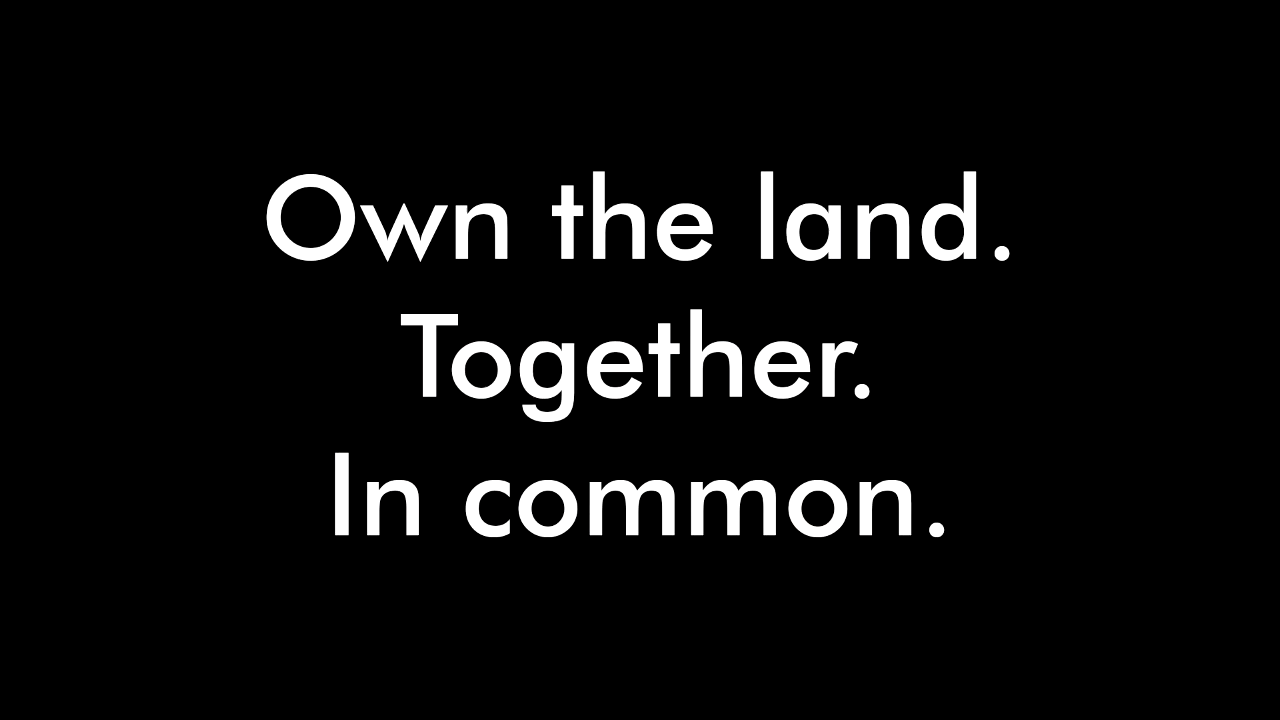 Own the land.
Together.
In common.